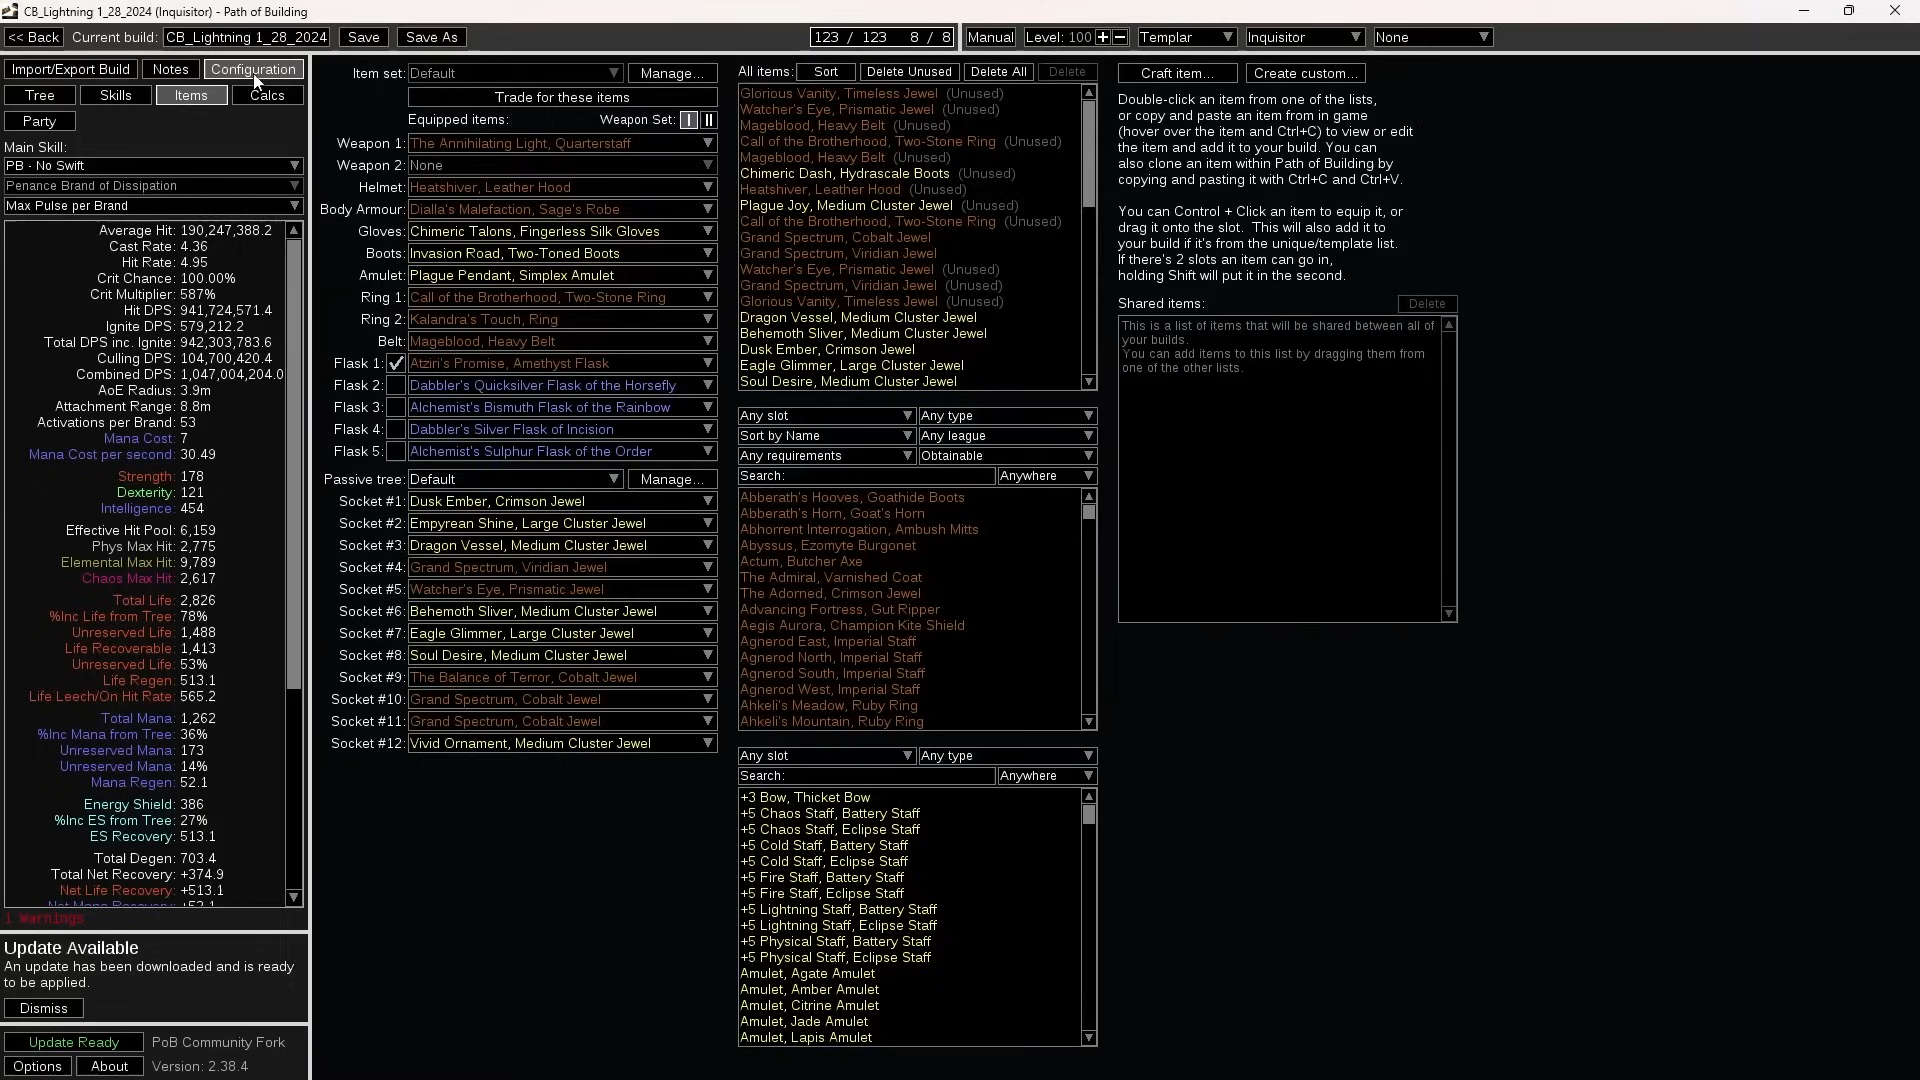 CB_Lightning 1_28_2024 (Inquisitor) - Path of Building
<< Back Current build: CB_Lightning 1_28_2024 Save Save As 123 / 123 8 / 8 Manual Level: 100 + - Templar Inquisitor None
Import/Export Build Notes Configuration
Tree Skills Items Calcs
Party
Main Skill:
PB - No Swift
Penance Brand of Dissipation
Max Pulse per Brand
Average Hit: 190,247,388.2
Cast Rate: 4.36
Hit Rate: 4.95
Crit Chance: 100.00%
Crit Multiplier: 587%
Hit DPS: 941,724,571.4
Ignite DPS: 579,212.2
Total DPS inc. Ignite: 942,303,783.6
Culling DPS: 104,700,420.4
Combined DPS: 1,047,004,204.0
AoE Radius: 3.9m
Attachment Range: 8.8m
Activations per Brand: 53
Mana Cost: 7
Mana Cost per second: 30.49
Strength: 178
Dexterity: 121
Intelligence: 454
Effective Hit Pool: 6,159
Phys Max Hit: 2,775
Elemental Max Hit: 9,789
Chaos Max Hit: 2,617
Total Life: 2,826
%Inc Life from Tree: 78%
Unreserved Life: 1,488
Life Recoverable: 1,413
Unreserved Life: 53%
Life Regen: 513.1
Life Leech/On Hit Rate: 565.2
Total Mana: 1,262
%Inc Mana from Tree: 36%
Unreserved Mana: 173
Unreserved Mana: 14%
Mana Regen: 52.1
Energy Shield: 386
%Inc ES from Tree: 27%
ES Recovery: 513.1
Total Degen: 703.4
Total Net Recovery: +374.9
Net Life Recovery: +513.1
Net Mana Recovery: +52.1
1 Warnings
Update Available
An update has been downloaded and is ready
to be applied.
Dismiss
Update Ready PoB Community Fork
Options About Version: 2.38.4
Item set: Default Manage...
Trade for these items
Equipped items: Weapon Set: I II
Weapon 1: The Annihilating Light, Quarterstaff
Weapon 2: None
Helmet: Heatshiver, Leather Hood
Body Armour: Dialla's Malefaction, Sage's Robe
Gloves: Chimeric Talons, Fingerless Silk Gloves
Boots: Invasion Road, Two-Toned Boots
Amulet: Plague Pendant, Simplex Amulet
Ring 1: Call of the Brotherhood, Two-Stone Ring
Ring 2: Kalandra's Touch, Ring
Belt: Mageblood, Heavy Belt
Flask 1: Atziri's Promise, Amethyst Flask
Flask 2: Dabbler's Quicksilver Flask of the Horsefly
Flask 3: Alchemist's Bismuth Flask of the Rainbow
Flask 4: Dabbler's Silver Flask of Incision
Flask 5: Alchemist's Sulphur Flask of the Order
Passive tree: Default Manage...
Socket #1: Dusk Ember, Crimson Jewel
Socket #2: Empyrean Shine, Large Cluster Jewel
Socket #3: Dragon Vessel, Medium Cluster Jewel
Socket #4: Grand Spectrum, Viridian Jewel
Socket #5: Watcher's Eye, Prismatic Jewel
Socket #6: Behemoth Sliver, Medium Cluster Jewel
Socket #7: Eagle Glimmer, Large Cluster Jewel
Socket #8: Soul Desire, Medium Cluster Jewel
Socket #9: The Balance of Terror, Cobalt Jewel
Socket #10: Grand Spectrum, Cobalt Jewel
Socket #11: Grand Spectrum, Cobalt Jewel
Socket #12: Vivid Ornament, Medium Cluster Jewel
All items: Sort Delete Unused Delete All Delete
Glorious Vanity, Timeless Jewel (Unused)
Watcher's Eye, Prismatic Jewel (Unused)
Mageblood, Heavy Belt (Unused)
Call of the Brotherhood, Two-Stone Ring (Unused)
Mageblood, Heavy Belt (Unused)
Chimeric Dash, Hydrascale Boots (Unused)
Heatshiver, Leather Hood (Unused)
Plague Joy, Medium Cluster Jewel (Unused)
Call of the Brotherhood, Two-Stone Ring (Unused)
Grand Spectrum, Cobalt Jewel
Grand Spectrum, Viridian Jewel
Watcher's Eye, Prismatic Jewel (Unused)
Grand Spectrum, Viridian Jewel (Unused)
Glorious Vanity, Timeless Jewel (Unused)
Dragon Vessel, Medium Cluster Jewel
Behemoth Sliver, Medium Cluster Jewel
Dusk Ember, Crimson Jewel
Eagle Glimmer, Large Cluster Jewel
Soul Desire, Medium Cluster Jewel
Any slot Any type
Sort by Name Any league
Any requirements Obtainable
Search: Anywhere
Abberath's Hooves, Goathide Boots
Abberath's Horn, Goat's Horn
Abhorrent Interrogation, Ambush Mitts
Abyssus, Ezomyte Burgonet
Actum, Butcher Axe
The Admiral, Varnished Coat
The Adorned, Crimson Jewel
Advancing Fortress, Gut Ripper
Aegis Aurora, Champion Kite Shield
Agnerod East, Imperial Staff
Agnerod North, Imperial Staff
Agnerod South, Imperial Staff
Agnerod West, Imperial Staff
Ahkeli's Meadow, Ruby Ring
Ahkeli's Mountain, Ruby Ring
Any slot Any type
Search: Anywhere
+3 Bow, Thicket Bow
+5 Chaos Staff, Battery Staff
+5 Chaos Staff, Eclipse Staff
+5 Cold Staff, Battery Staff
+5 Cold Staff, Eclipse Staff
+5 Fire Staff, Battery Staff
+5 Fire Staff, Eclipse Staff
+5 Lightning Staff, Battery Staff
+5 Lightning Staff, Eclipse Staff
+5 Physical Staff, Battery Staff
+5 Physical Staff, Eclipse Staff
Amulet, Agate Amulet
Amulet, Amber Amulet
Amulet, Citrine Amulet
Amulet, Jade Amulet
Amulet, Lapis Amulet
Craft item... Create custom...
Double-click an item from one of the lists,
or copy and paste an item from in game
(hover over the item and Ctrl+C) to view or edit
the item and add it to your build. You can
also clone an item within Path of Building by
copying and pasting it with Ctrl+C and Ctrl+V.
You can Control + Click an item to equip it, or
drag it onto the slot. This will also add it to
your build if it's from the unique/template list.
If there's 2 slots an item can go in,
holding Shift will put it in the second.
Shared items: Delete
This is a list of items that will be shared between all of
your builds.
You can add items to this list by dragging them from
one of the other lists.